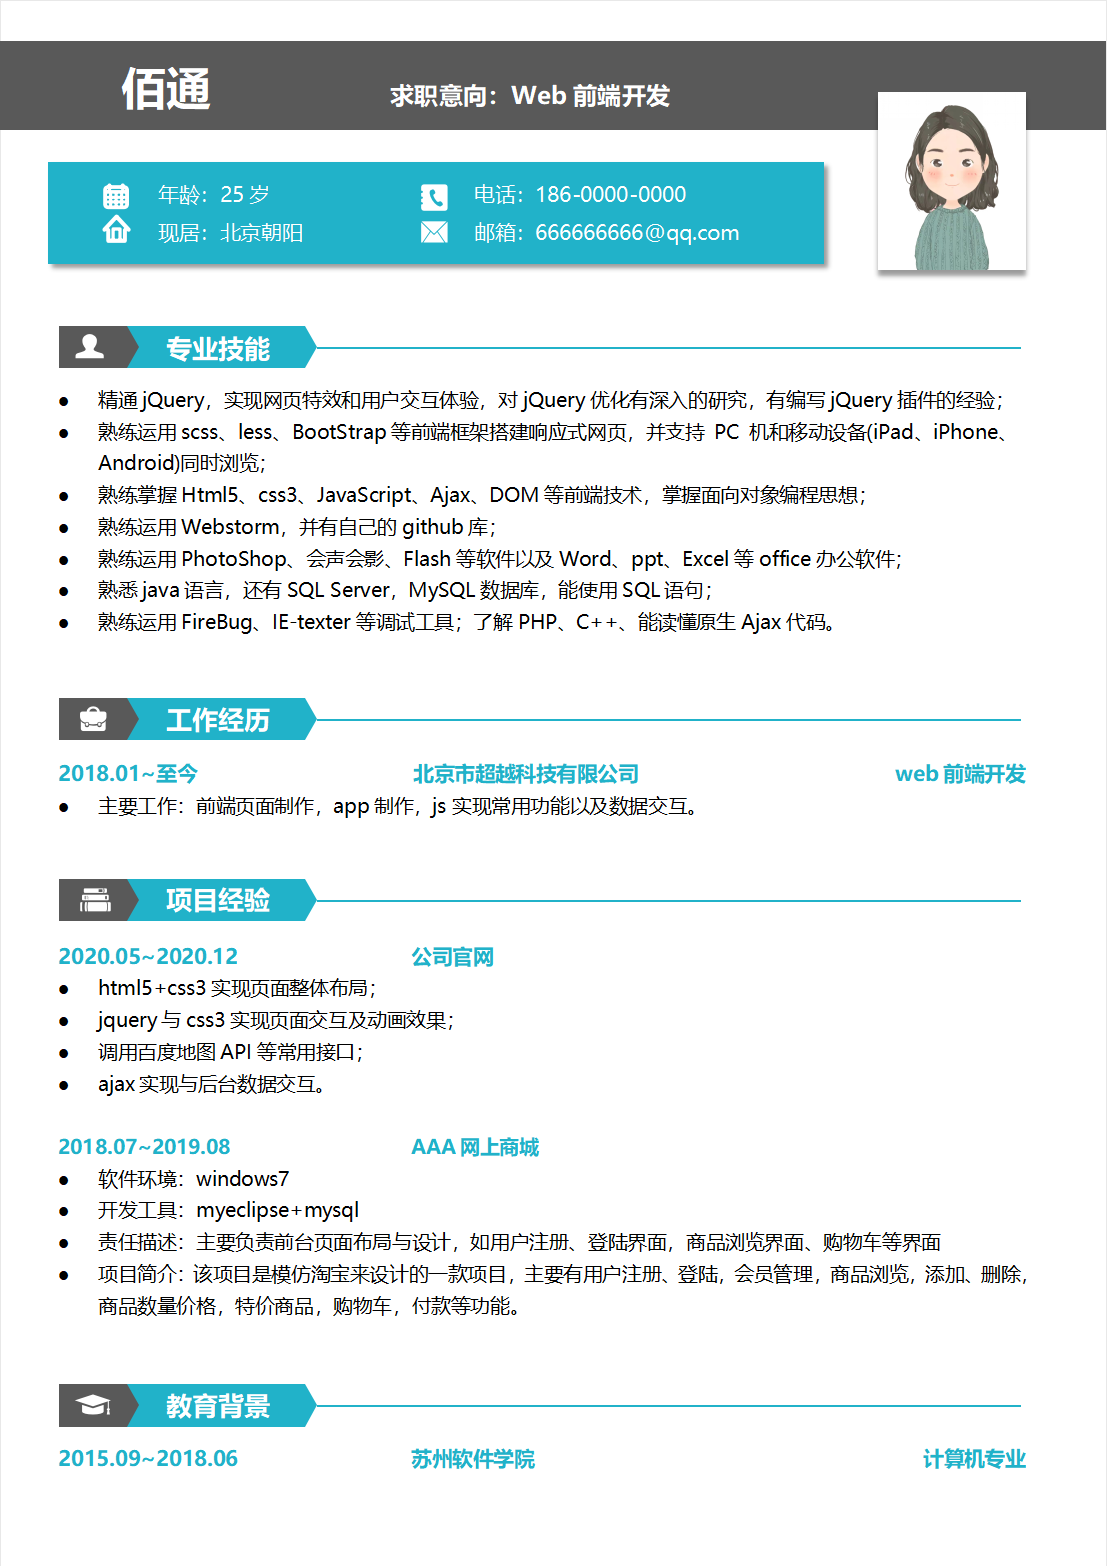 佰通
求职意向：Web 前端开发
年龄：25 岁
电话：186-0000-0000
现居：北京朝阳
邮箱：666666666@qq.com
专业技能
● 精通 jQuery，实现网页特效和用户交互体验，对 jQuery 优化有深入的研究，有编写 jQuery 插件的经验；
● 熟练运用 scss、less、BootStrap 等前端框架搭建响应式网页，并支持 PC 机和移动设备(iPad、iPhone、
Android)同时浏览；
● 熟练掌握 Html5、css3、JavaScript、Ajax、DOM 等前端技术，掌握面向对象编程思想；
● 熟练运用 Webstorm，并有自己的 github 库；
● 熟练运用 PhotoShop、会声会影、Flash 等软件以及 Word、ppt、Excel 等 office 办公软件；
● 熟悉 java 语言，还有 SQL Server，MySQL 数据库，能使用 SQL 语句；
● 熟练运用 FireBug、IE-texter 等调试工具；了解 PHP、C++、能读懂原生 Ajax 代码。
工作经历
2018.01~至今 北京市超越科技有限公司 web 前端开发
● 主要工作：前端页面制作，app 制作，js 实现常用功能以及数据交互。
项目经验
2020.05~2020.12 公司官网
● html5+css3 实现页面整体布局；
● jquery 与 css3 实现页面交互及动画效果；
● 调用百度地图 API 等常用接口；
● ajax 实现与后台数据交互。
2018.07~2019.08 AAA 网上商城
● 软件环境：windows7
● 开发工具：myeclipse+mysql
● 责任描述：主要负责前台页面布局与设计，如用户注册、登陆界面，商品浏览界面、购物车等界面
● 项目简介：该项目是模仿淘宝来设计的一款项目，主要有用户注册、登陆，会员管理，商品浏览，添加、删除，
商品数量价格，特价商品，购物车，付款等功能。
教育背景
2015.09~2018.06 苏州软件学院 计算机专业